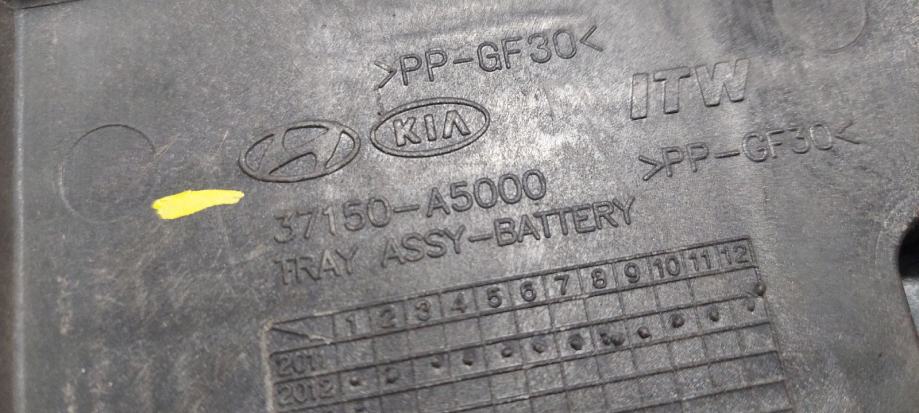 >PP-GF30<
KIA
ITW
>PP-GF30<
37150-A5000
TRAY ASSY-BATTERY
1 2 3 4 5 6 7 8 9 10 11 12
2011
2012